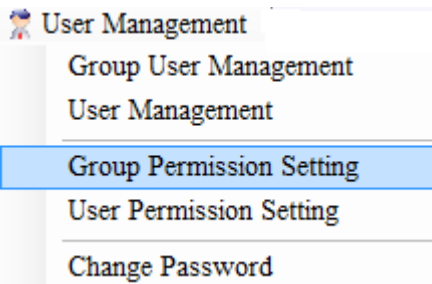 User Management
Group User Management
User Management
Group Permission Setting
User Permission Setting
Change Password